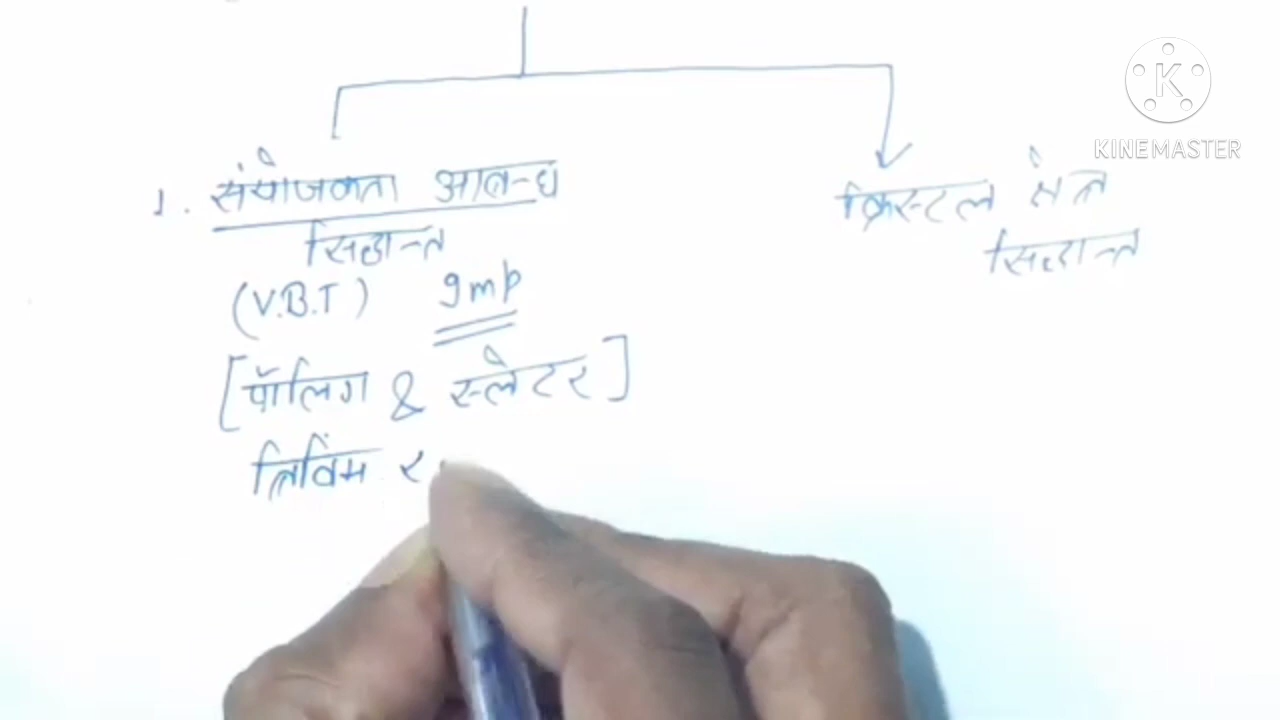 1. संयोजकता आबन्ध
सिद्धान्त
(V.B.T) Imp
[पॉलिग & स्लेटर]
त्रिविम र
क्रिस्टल क्षेत्र
सिद्धान्त
K
KINEMASTER